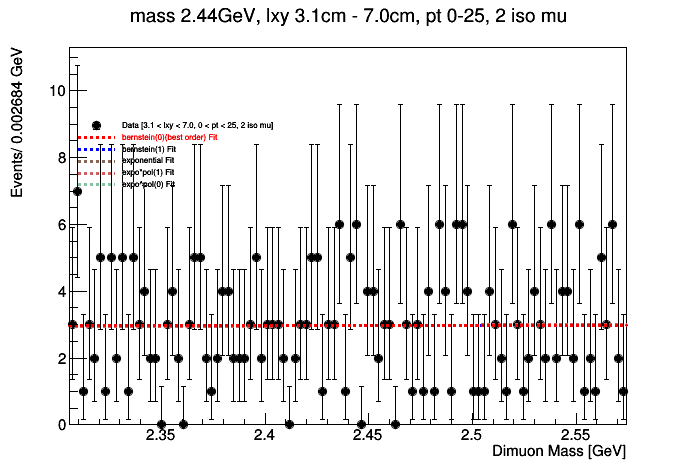 mass 2.44GeV, lxy 3.1cm - 7.0cm, pt 0-25, 2 iso mu
Events/ 0.002684 GeV
10
8
6
4
2
0
Data [3.1 < lxy < 7.0, 0 < pt < 25, 2 iso mu]
bernstein(0)(best order) Fit
bernstein(1) Fit
exponential Fit
expo*pol(1) Fit
expo*pol(0) Fit
2.35 2.4 2.45 2.5 2.55
Dimuon Mass [GeV]